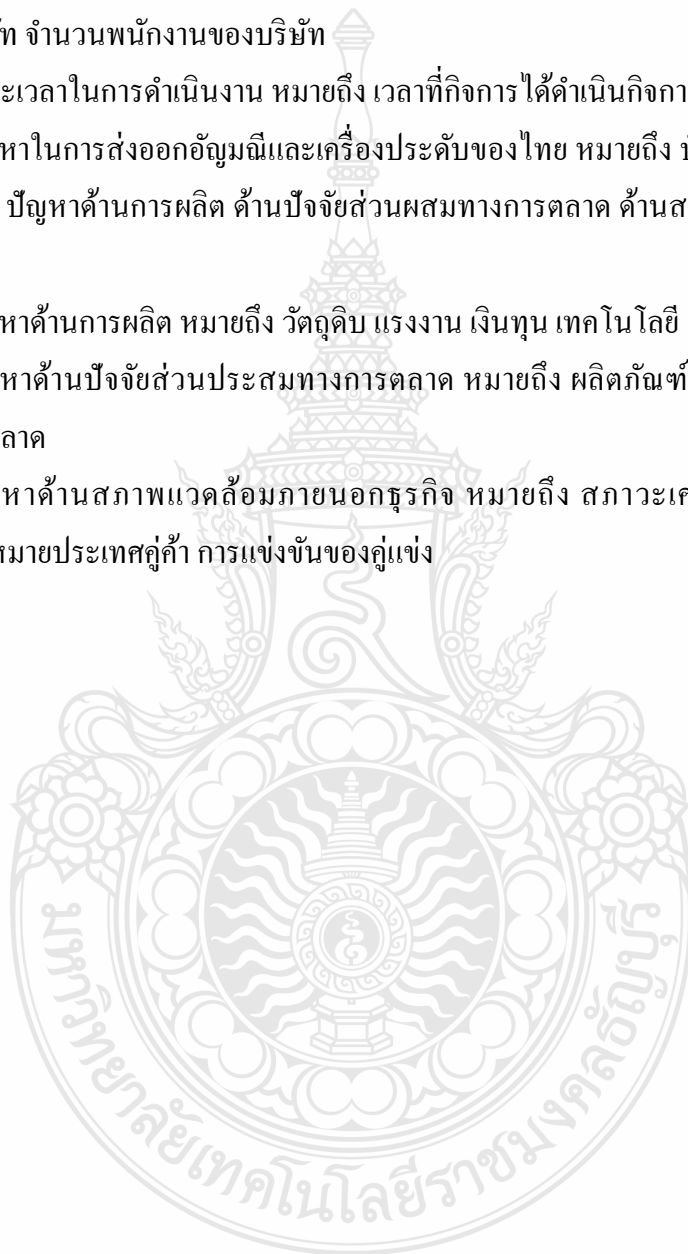 ัท จำนวนพนักงานของบริษัท
ะเวลาในการดำเนินงาน หมายถึง เวลาที่กิจการได้ดำเนินกิจกา
หาในการส่งออกอัญมณีและเครื่องประดับของไทย หมายถึง
ปัญหาด้านการผลิต ด้านปัจจัยส่วนผสมทางการตลาด ด้านส
หาด้านการผลิต หมายถึง วัตถุดิบ แรงงาน เงินทุน เทคโนโลยี
หาด้านปัจจัยส่วนประสมทางการตลาด หมายถึง ผลิตภัณฑ์
ลาด
หาด้านสภาพแวดล้อมภายนอกธุรกิจ หมายถึง สภาวะเศ
หมายประเทศคู่ค้า การแข่งขันของคู่แข่ง
มหาวิทยาลัยเทคโนโลยีราชมงคลธัญบุรี